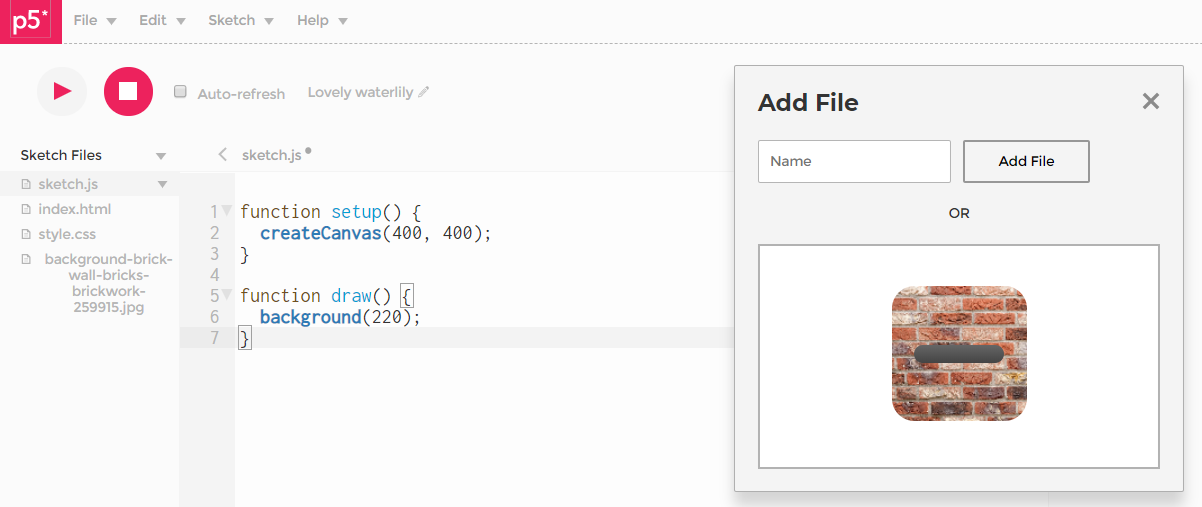 p5* File Edit Sketch Help
Auto-refresh Lovely waterlily
Sketch Files
sketch.js
index.html
style.css
background-brick-
wall-bricks-
brickwork-
259915.jpg
sketch.js
1 function setup() {
2 createCanvas(400, 400);
3 }
4
5 function draw() {
6 background(220);
7 }
Add File
Name Add File
OR